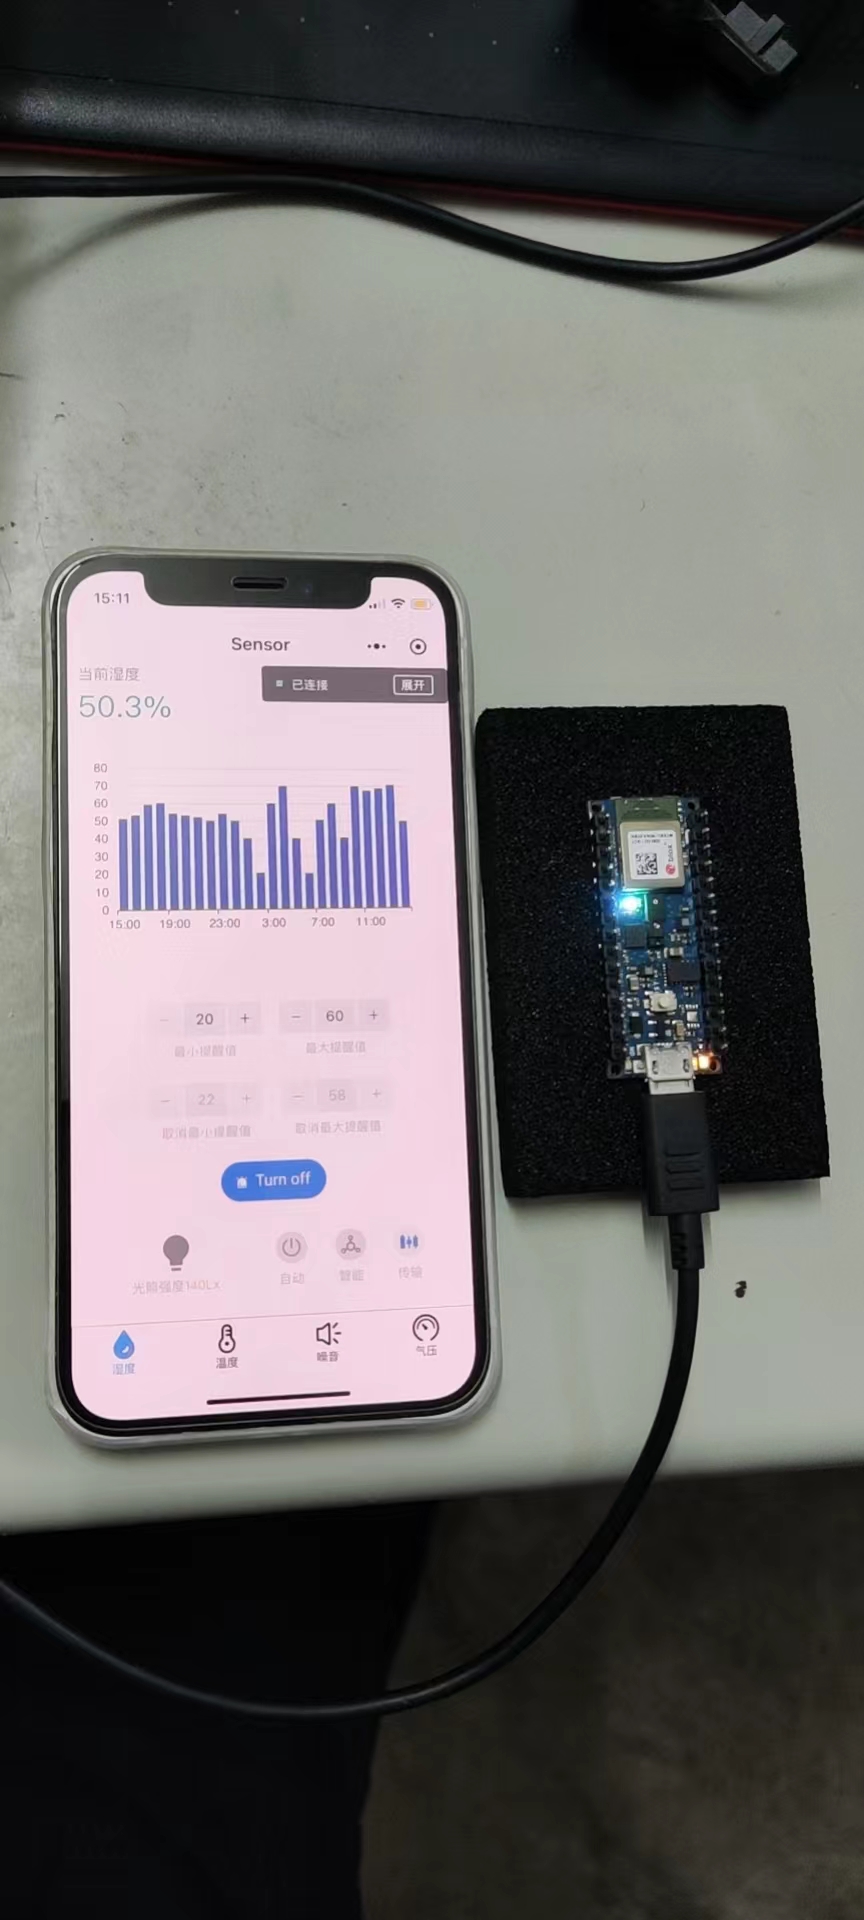 15:11
Sensor
当前湿度
已连接 展开
50.3%
80
70
60
50
40
30
20
10
0
15:00 19:00 23:00 3:00 7:00 11:00
− 20 + − 60 +
最小提醒值 最大提醒值
− 22 + − 58 +
取消最小提醒值 取消最大提醒值
Turn off
光照强度140Lx 自动 智能 传输
湿度 温度 噪音 气压